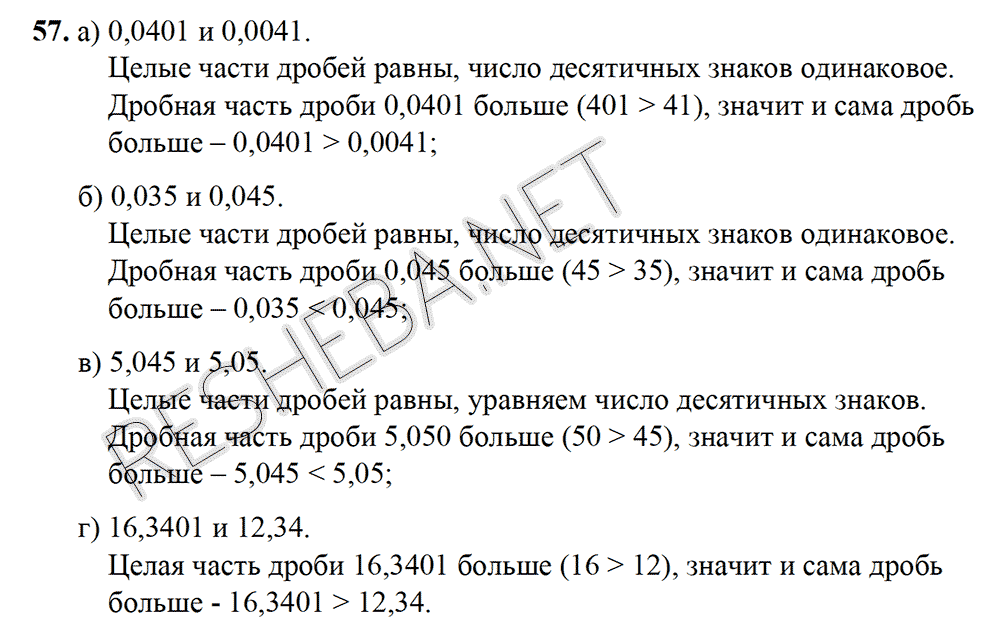 57. а) 0,0401 и 0,0041.
Целые части дробей равны, число десятичных знаков одинаковое.
Дробная часть дроби 0,0401 больше (401 > 41), значит и сама дробь
больше – 0,0401 > 0,0041;
б) 0,035 и 0,045.
Целые части дробей равны, число десятичных знаков одинаковое.
Дробная часть дроби 0,045 больше (45 > 35), значит и сама дробь
больше – 0,035 < 0,045;
в) 5,045 и 5,05.
Целые части дробей равны, уравняем число десятичных знаков.
Дробная часть дроби 5,050 больше (50 > 45), значит и сама дробь
больше – 5,045 < 5,05;
г) 16,3401 и 12,34.
Целая часть дроби 16,3401 больше (16 > 12), значит и сама дробь
больше - 16,3401 > 12,34.
RESHEBA.NET